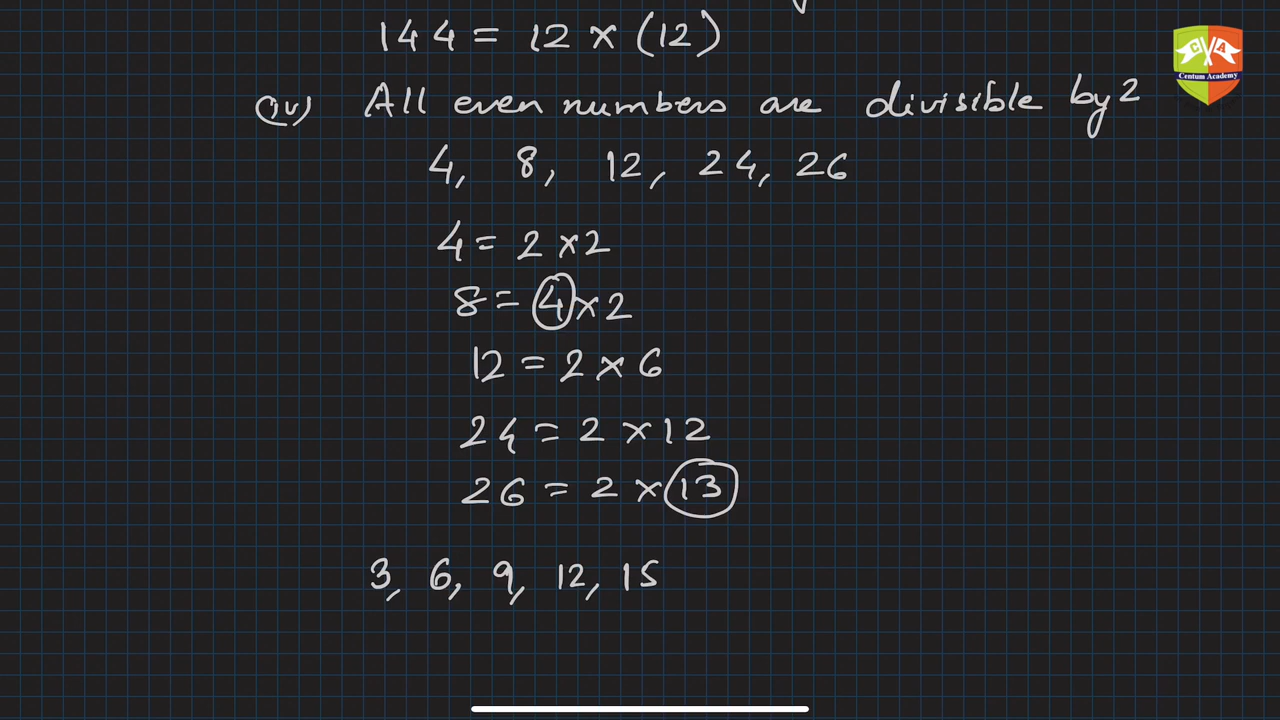 144 = 12 × (12)
(iv) All even numbers are divisible by 2
4, 8, 12, 24, 26
4 = 2 × 2
8 = 4 × 2
12 = 2 × 6
24 = 2 × 12
26 = 2 × 13
3, 6, 9, 12, 15
C A
Centum Academy